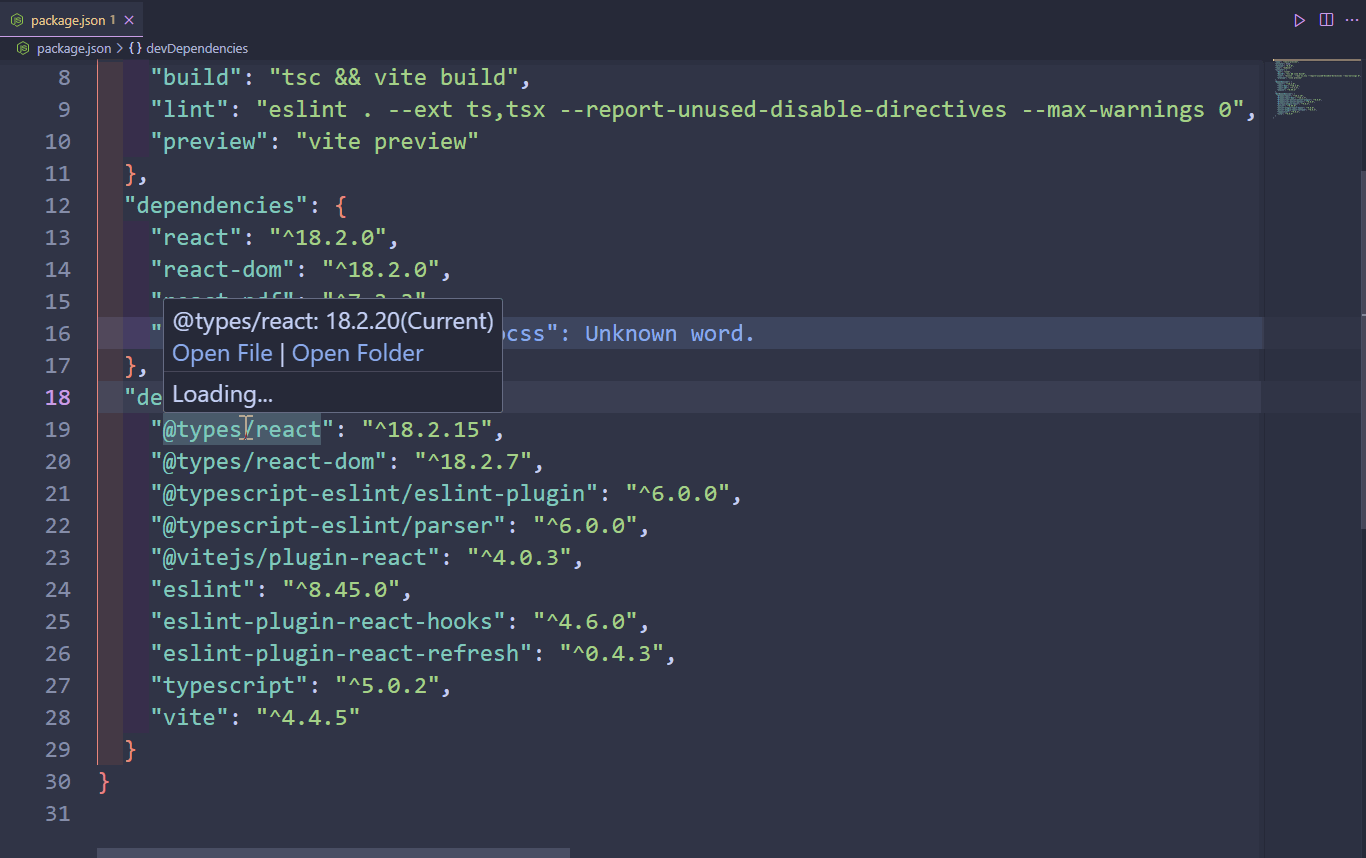 package.json 1
package.json > {} devDependencies
8 "build": "tsc && vite build",
9 "lint": "eslint . --ext ts,tsx --report-unused-disable-directives --max-warnings 0",
10 "preview": "vite preview"
11 },
12 "dependencies": {
13 "react": "^18.2.0",
14 "react-dom": "^18.2.0",
15
@types/react: 18.2.20(Current)
16 " ocss": Unknown word.
Open File | Open Folder
17 },
Loading...
18 "de
19 "@types/react": "^18.2.15",
20 "@types/react-dom": "^18.2.7",
21 "@typescript-eslint/eslint-plugin": "^6.0.0",
22 "@typescript-eslint/parser": "^6.0.0",
23 "@vitejs/plugin-react": "^4.0.3",
24 "eslint": "^8.45.0",
25 "eslint-plugin-react-hooks": "^4.6.0",
26 "eslint-plugin-react-refresh": "^0.4.3",
27 "typescript": "^5.0.2",
28 "vite": "^4.4.5"
29 }
30 }
31